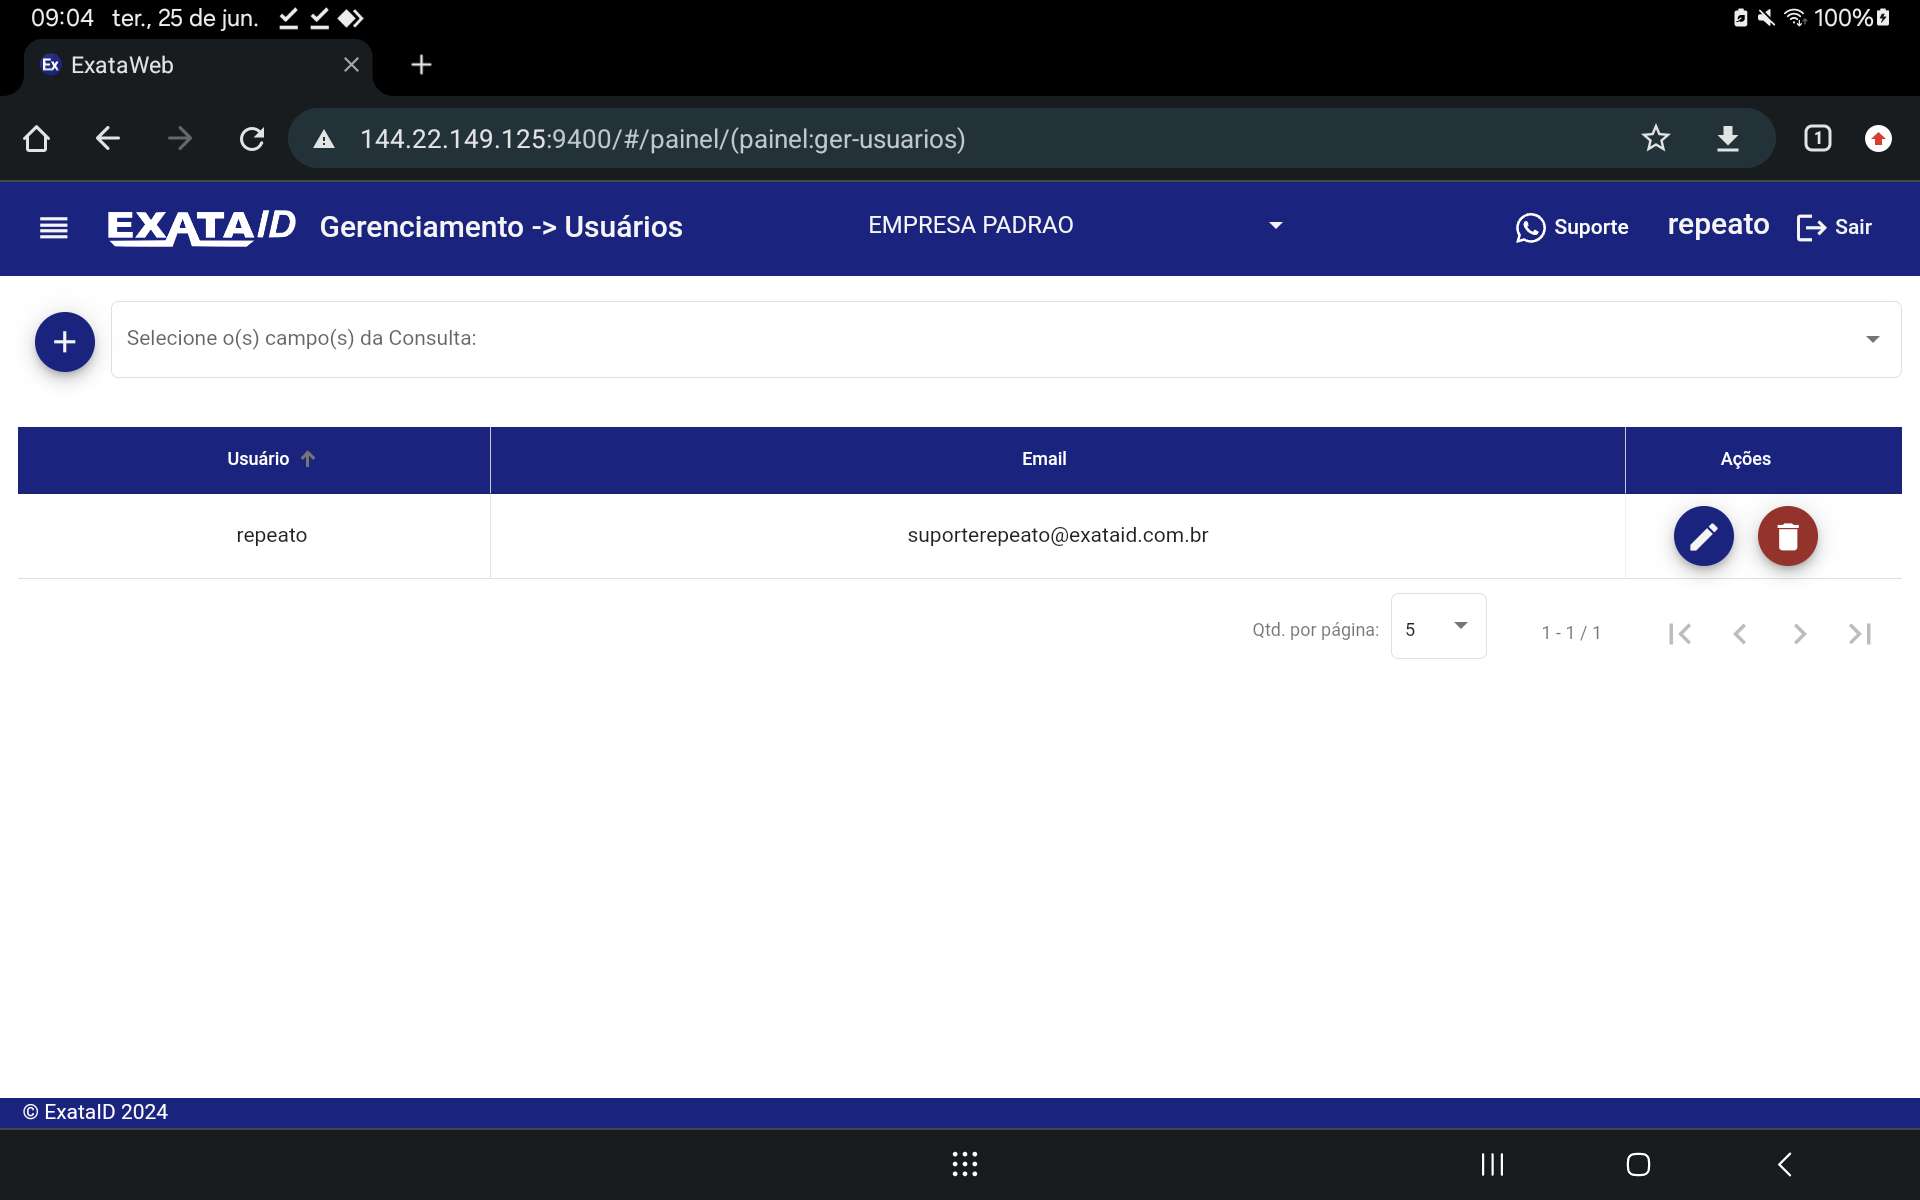 09:04 ter., 25 de jun. 100%
Ex ExataWeb
144.22.149.125:9400/#/painel/(painel:ger-usuarios) 1
EXATAID Gerenciamento -> Usuários EMPRESA PADRAO Suporte repeato Sair
Selecione o(s) campo(s) da Consulta:
Usuário Email Ações
repeato suporterepeato@exataid.com.br
Qtd. por página: 5 1 - 1 / 1
© ExataID 2024